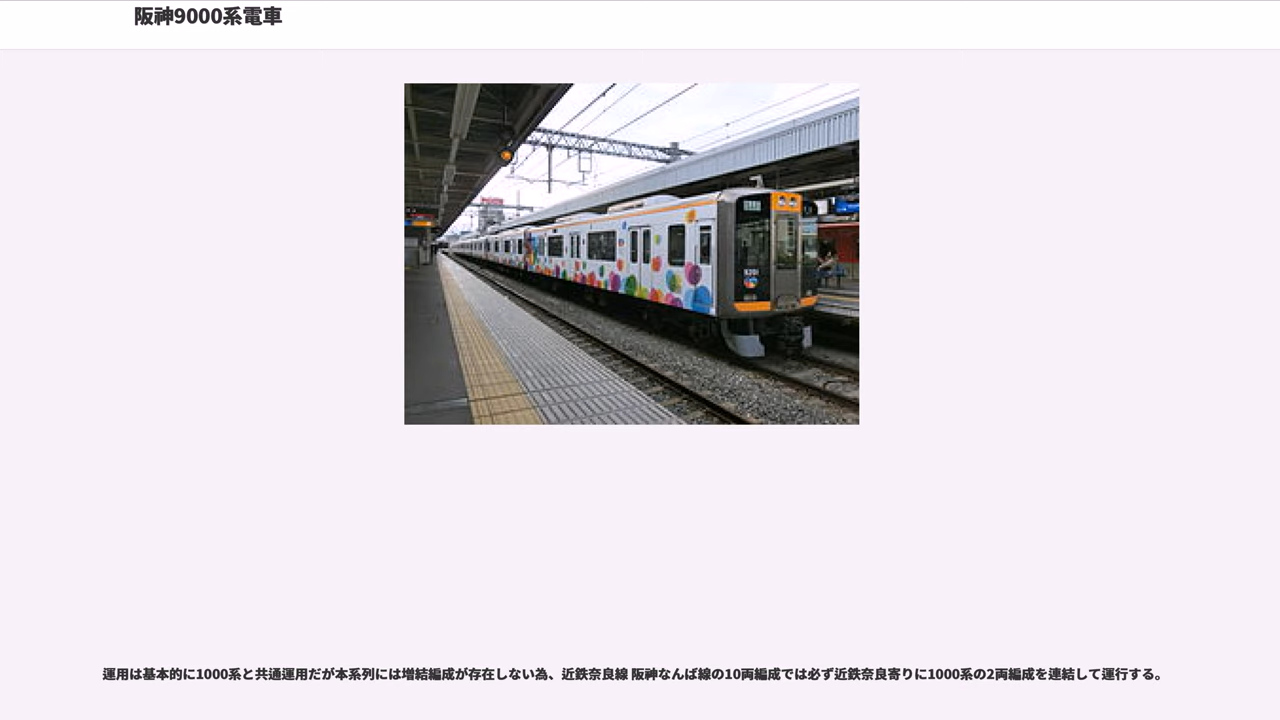 阪神9000系電車
運用は基本的に1000系と共通運用だが本系列には増結編成が存在しない為、近鉄奈良線 阪神なんば線の10両編成では必ず近鉄奈良寄りに1000系の2両編成を連結して運行する。